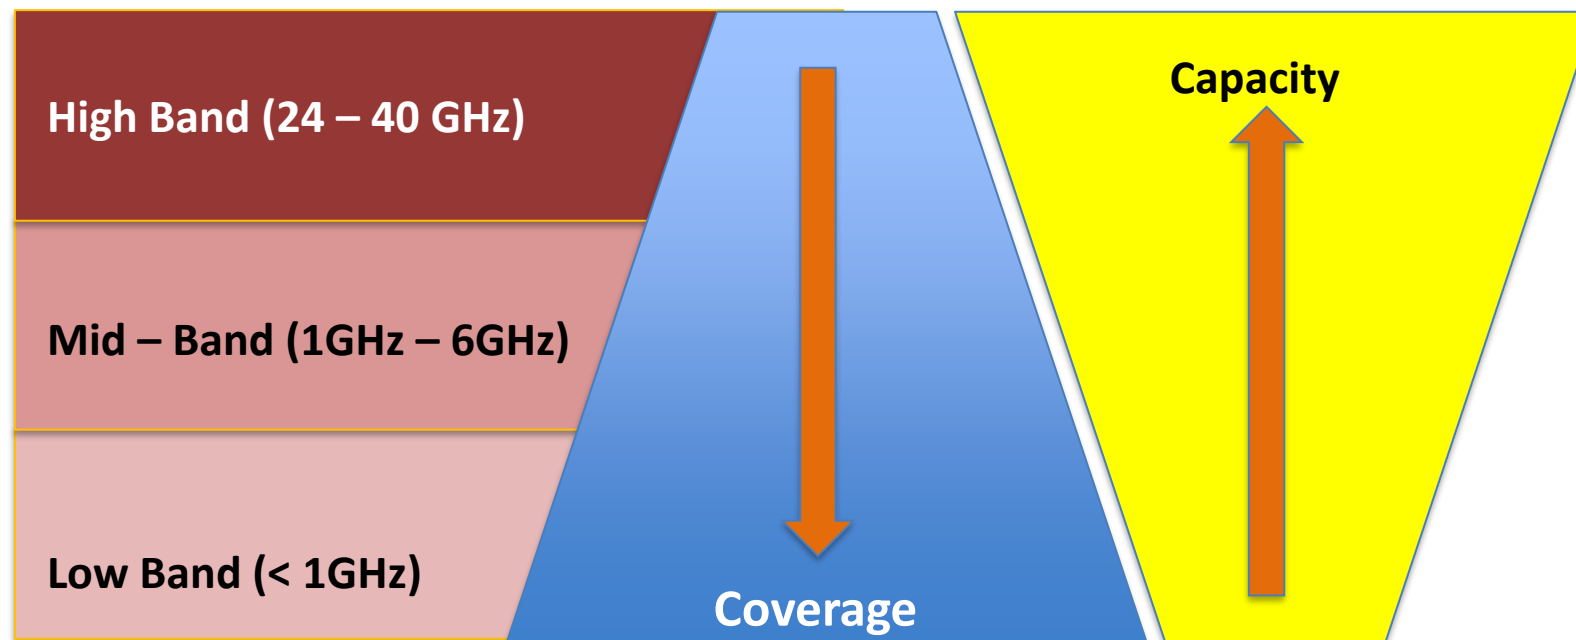 High Band (24 – 40 GHz)
Capacity
Mid – Band (1GHz – 6GHz)
Low Band (< 1GHz)
Coverage